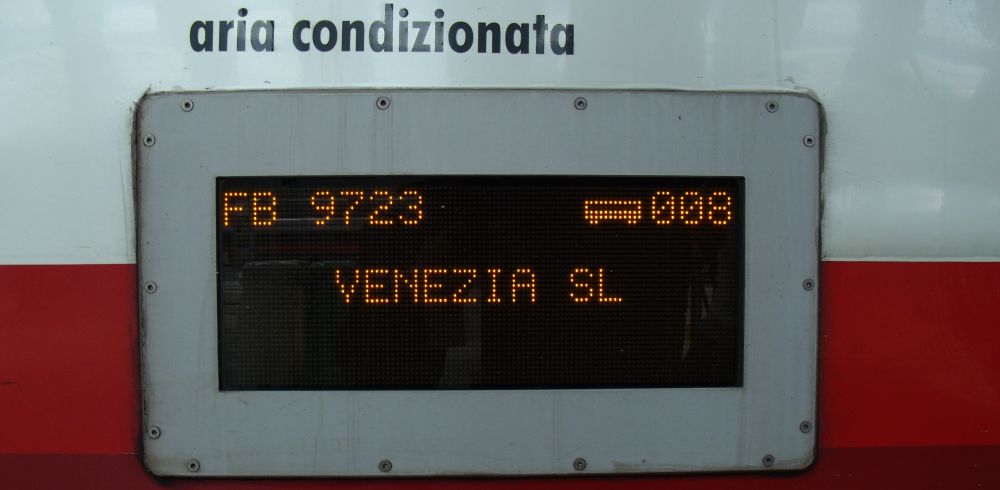 aria condizionata
FB 9723 008
VENEZIA SL